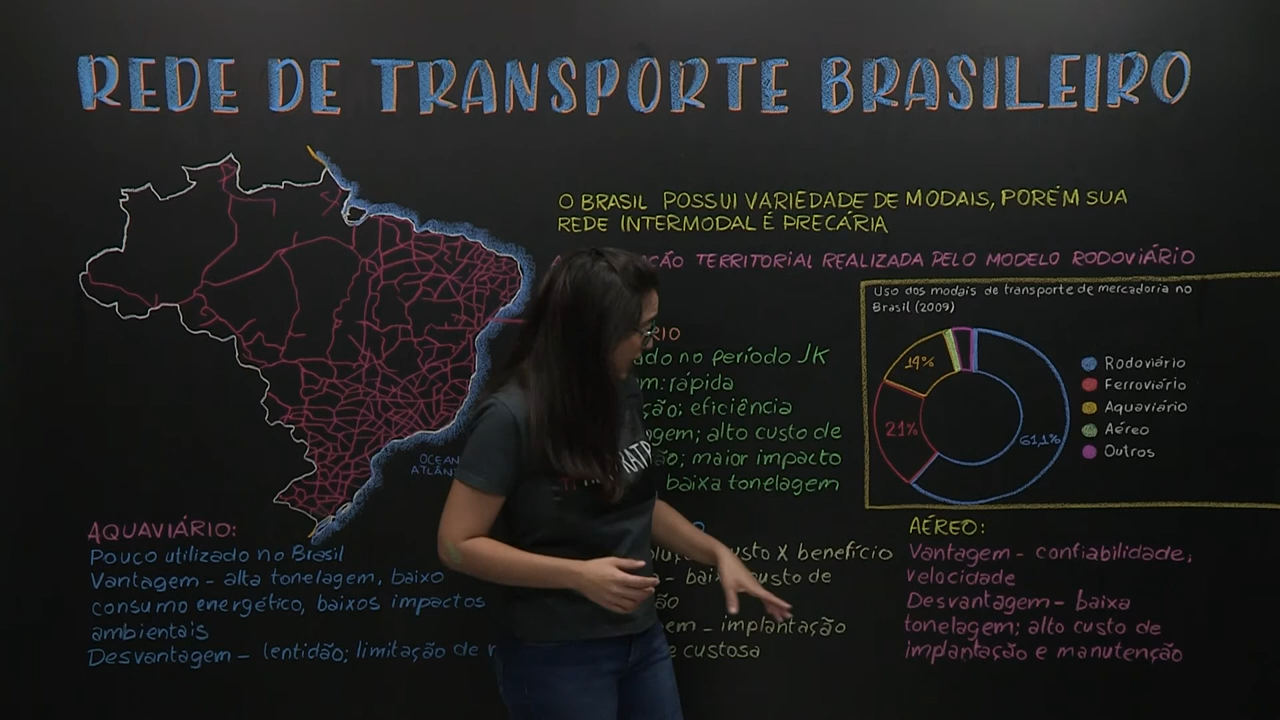 REDE DE TRANSPORTE BRASILEIRO
O BRASIL POSSUI VARIEDADE DE MODAIS, PORÉM SUA
REDE INTERMODAL É PRECÁRIA
TERRITORIAL REALIZADA PELO MODELO RODOVIÁRIO
no período JK
rápida
eficiência
alto custo de
maior impacto
baixa tonelagem
Uso dos modais de transporte de mercadoria no
Brasil (2009)
14%
21%
61,1%
Rodoviário
Ferroviário
Aquaviário
Aéreo
Outros
AQUAVIÁRIO:
Pouco utilizado no Brasil
Vantagem – alta tonelagem, baixo
consumo energético, baixos impactos
ambientais
Desvantagem – lentidão; limitação de
X benefício
de
– implantação
custosa
AÉREO:
Vantagem – confiabilidade,
velocidade
Desvantagem – baixa
tonelagem; alto custo de
implantação e manutenção